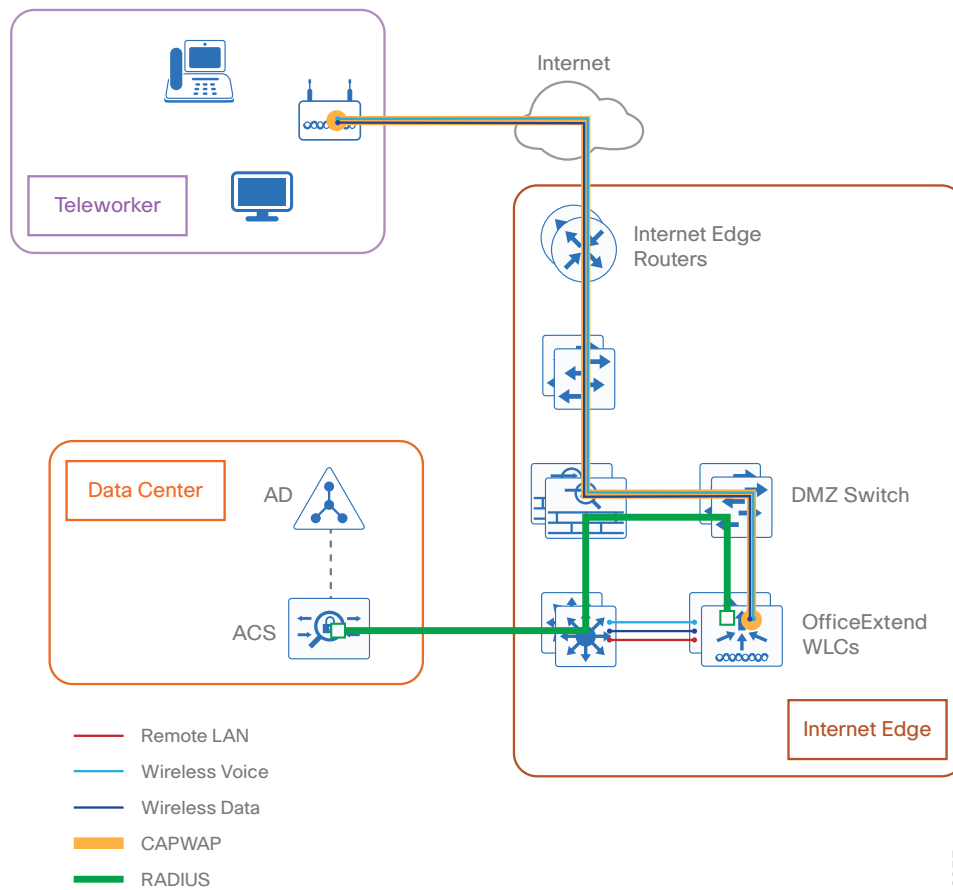 Internet
Teleworker
Internet Edge
Routers
Data Center
AD
DMZ Switch
ACS
OfficeExtend
WLCs
Internet Edge
Remote LAN
Wireless Voice
Wireless Data
CAPWAP
RADIUS